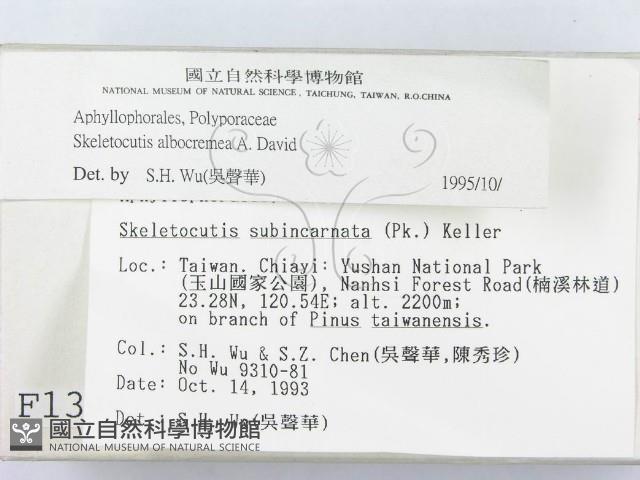 國立自然科學博物館
NATIONAL MUSEUM OF NATURAL SCIENCE, TAICHUNG, TAIWAN, R.O.CHINA
Aphyllophorales, Polyporaceae
Skeletocutis albocremea A. David
Det. by S.H. Wu(吳聲華) 1995/10/
Skeletocutis subincarnata (Pk.) Keller
Loc.: Taiwan. Chiayi: Yushan National Park
(玉山國家公園), Nanhsi Forest Road(楠溪林道)
23.28N, 120.54E; alt. 2200m;
on branch of Pinus taiwanensis.
Col.: S.H. Wu & S.Z. Chen(吳聲華,陳秀珍)
No Wu 9310-81
Date: Oct. 14, 1993
F13
Det.: S.H. Wu(吳聲華)
國立自然科學博物館
NATIONAL MUSEUM OF NATURAL SCIENCE